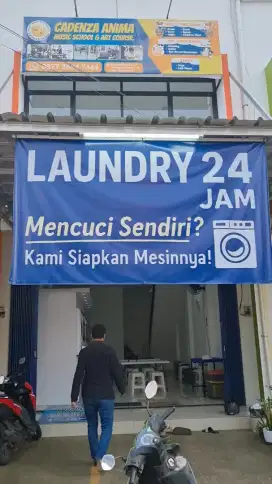 CADENZA ANIMA
MUSIC SCHOOL & ART COURSE
LAUNDRY 24
JAM
Mencuci Sendiri?
Kami Siapkan Mesinnya!